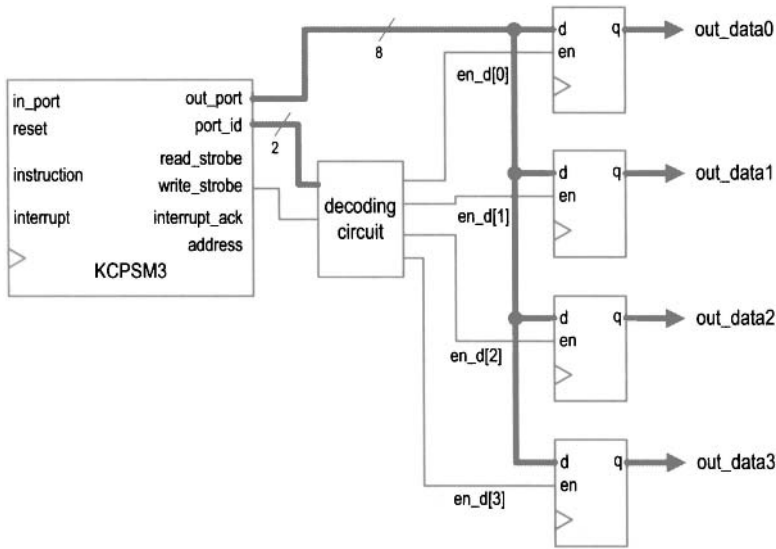 in_port
reset
instruction
interrupt
out_port
port_id
read_strobe
write_strobe
interrupt_ack
address
KCPSM3
8
2
decoding
circuit
en_d[0]
en_d[1]
en_d[2]
en_d[3]
d
q
en
out_data0
d
q
en
out_data1
d
q
en
out_data2
d
q
en
out_data3